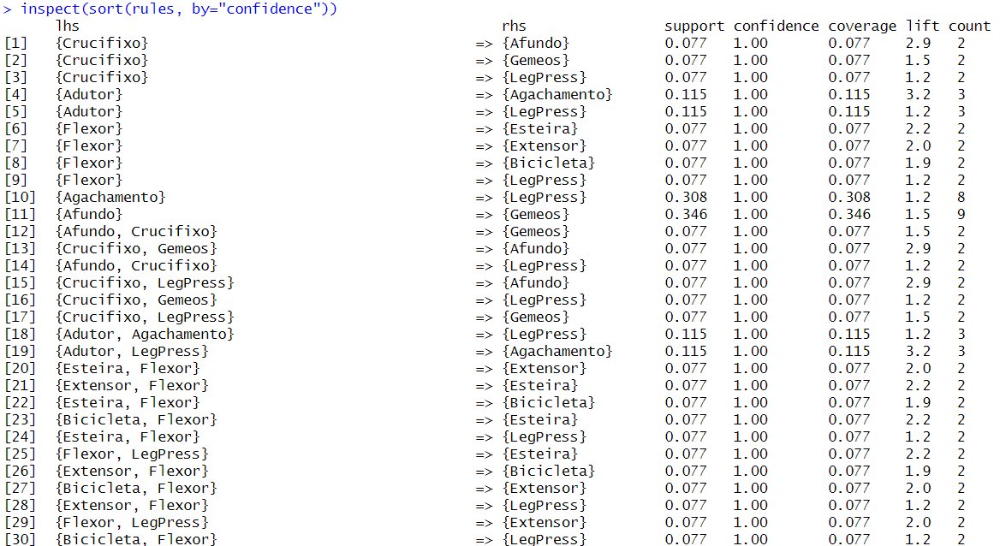 > inspect(sort(rules, by="confidence"))
lhs rhs support confidence coverage lift count
[1] {Crucifixo} => {Afundo} 0.077 1.00 0.077 2.9 2
[2] {Crucifixo} => {Gemeos} 0.077 1.00 0.077 1.5 2
[3] {Crucifixo} => {LegPress} 0.077 1.00 0.077 1.2 2
[4] {Adutor} => {Agachamento} 0.115 1.00 0.115 3.2 3
[5] {Adutor} => {LegPress} 0.115 1.00 0.115 1.2 3
[6] {Flexor} => {Esteira} 0.077 1.00 0.077 2.2 2
[7] {Flexor} => {Extensor} 0.077 1.00 0.077 2.0 2
[8] {Flexor} => {Bicicleta} 0.077 1.00 0.077 1.9 2
[9] {Flexor} => {LegPress} 0.077 1.00 0.077 1.2 2
[10] {Agachamento} => {LegPress} 0.308 1.00 0.308 1.2 8
[11] {Afundo} => {Gemeos} 0.346 1.00 0.346 1.5 9
[12] {Afundo, Crucifixo} => {Gemeos} 0.077 1.00 0.077 1.5 2
[13] {Crucifixo, Gemeos} => {Afundo} 0.077 1.00 0.077 2.9 2
[14] {Afundo, Crucifixo} => {LegPress} 0.077 1.00 0.077 1.2 2
[15] {Crucifixo, LegPress} => {Afundo} 0.077 1.00 0.077 2.9 2
[16] {Crucifixo, Gemeos} => {LegPress} 0.077 1.00 0.077 1.2 2
[17] {Crucifixo, LegPress} => {Gemeos} 0.077 1.00 0.077 1.5 2
[18] {Adutor, Agachamento} => {LegPress} 0.115 1.00 0.115 1.2 3
[19] {Adutor, LegPress} => {Agachamento} 0.115 1.00 0.115 3.2 3
[20] {Esteira, Flexor} => {Extensor} 0.077 1.00 0.077 2.0 2
[21] {Extensor, Flexor} => {Esteira} 0.077 1.00 0.077 2.2 2
[22] {Esteira, Flexor} => {Bicicleta} 0.077 1.00 0.077 1.9 2
[23] {Bicicleta, Flexor} => {Esteira} 0.077 1.00 0.077 2.2 2
[24] {Esteira, Flexor} => {LegPress} 0.077 1.00 0.077 1.2 2
[25] {Flexor, LegPress} => {Esteira} 0.077 1.00 0.077 2.2 2
[26] {Extensor, Flexor} => {Bicicleta} 0.077 1.00 0.077 1.9 2
[27] {Bicicleta, Flexor} => {Extensor} 0.077 1.00 0.077 2.0 2
[28] {Extensor, Flexor} => {LegPress} 0.077 1.00 0.077 1.2 2
[29] {Flexor, LegPress} => {Extensor} 0.077 1.00 0.077 2.0 2
[30] {Bicicleta, Flexor} => {LegPress} 0.077 1.00 0.077 1.2 2